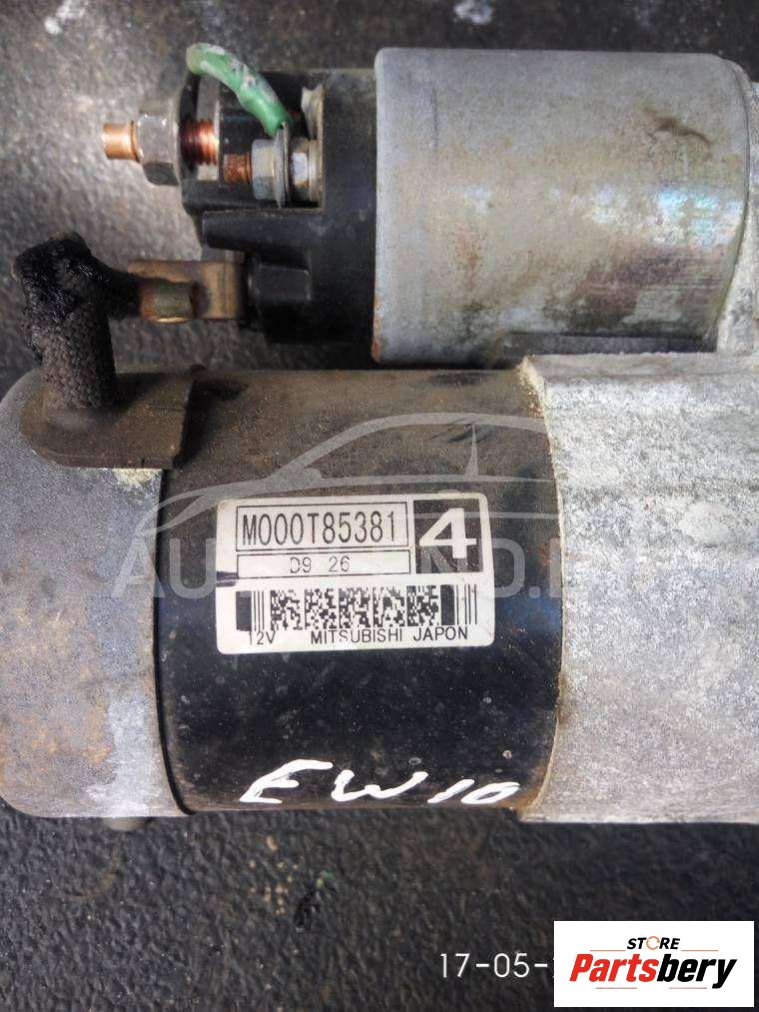 M000T85381
4
D9 26
12V MITSUBISHI JAPON
EW10
17-05-
STORE
Partsbery